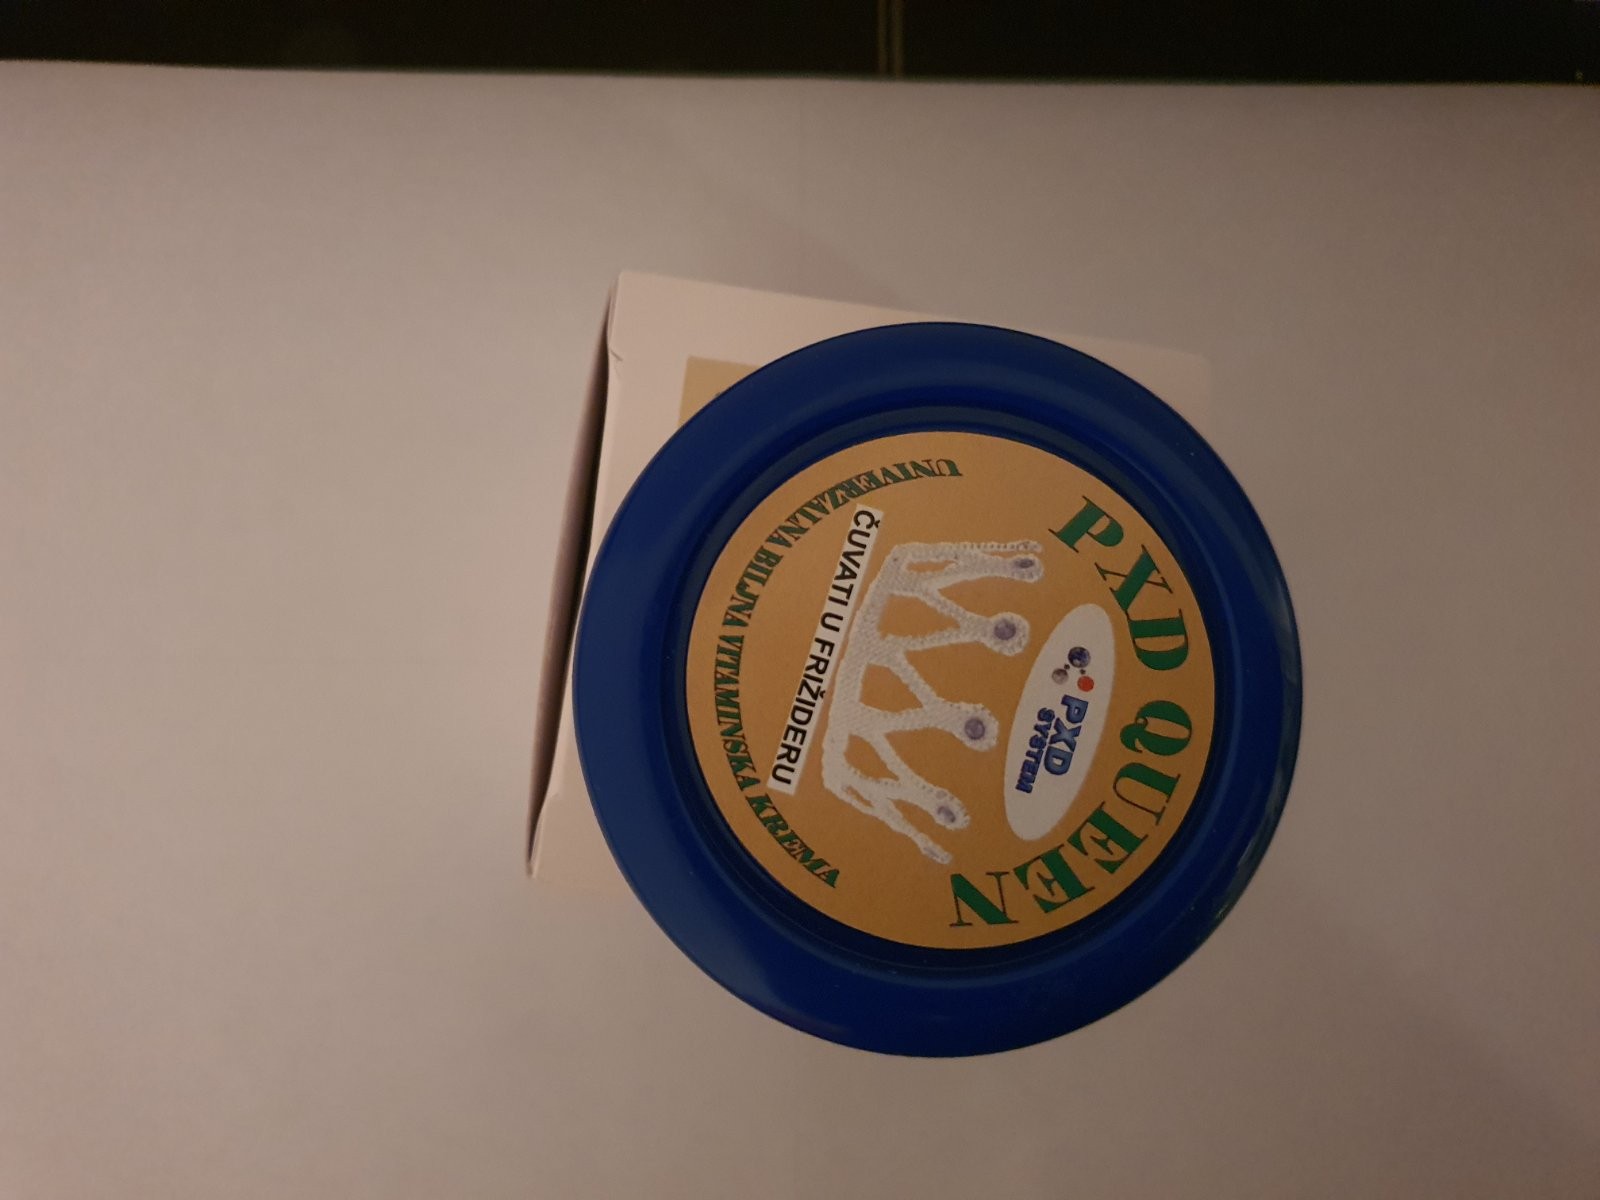 PXD QUEEN
PXD
SYSTEM
ČUVATI U FRIŽIDERU
UNIVERZALNA BILJNA VITAMINSKA KREMA